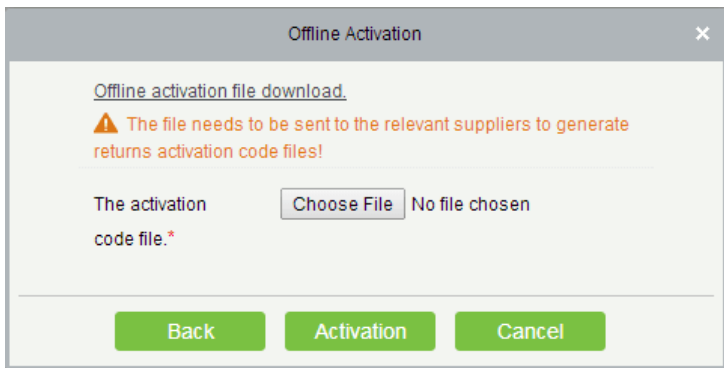 Offline Activation ×
Offline activation file download.
The file needs to be sent to the relevant suppliers to generate
returns activation code files!
The activation Choose File No file chosen
code file.*
Back Activation Cancel